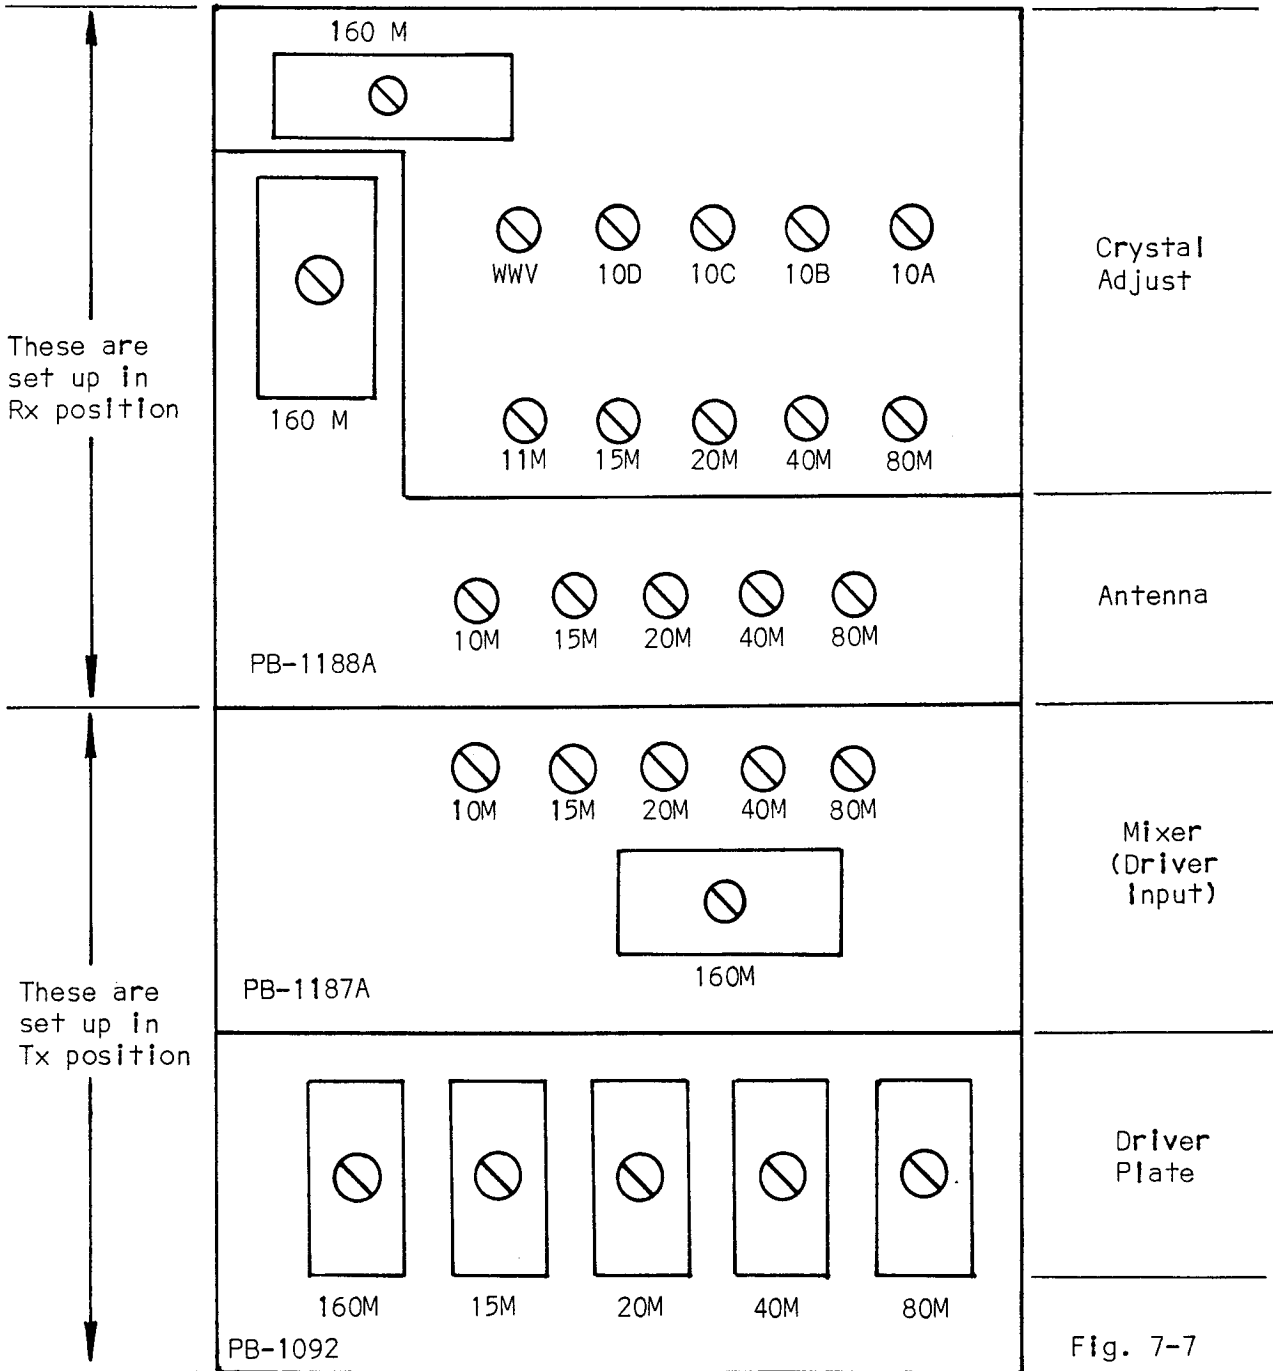 160 M
WWV 10D 10C 10B 10A
Crystal
Adjust
These are
set up in
Rx position
160 M
11M 15M 20M 40M 80M
10M 15M 20M 40M 80M
Antenna
PB-1188A
10M 15M 20M 40M 80M
Mixer
(Driver
Input)
160M
PB-1187A
These are
set up in
Tx position
Driver
Plate
160M 15M 20M 40M 80M
PB-1092
Fig. 7-7